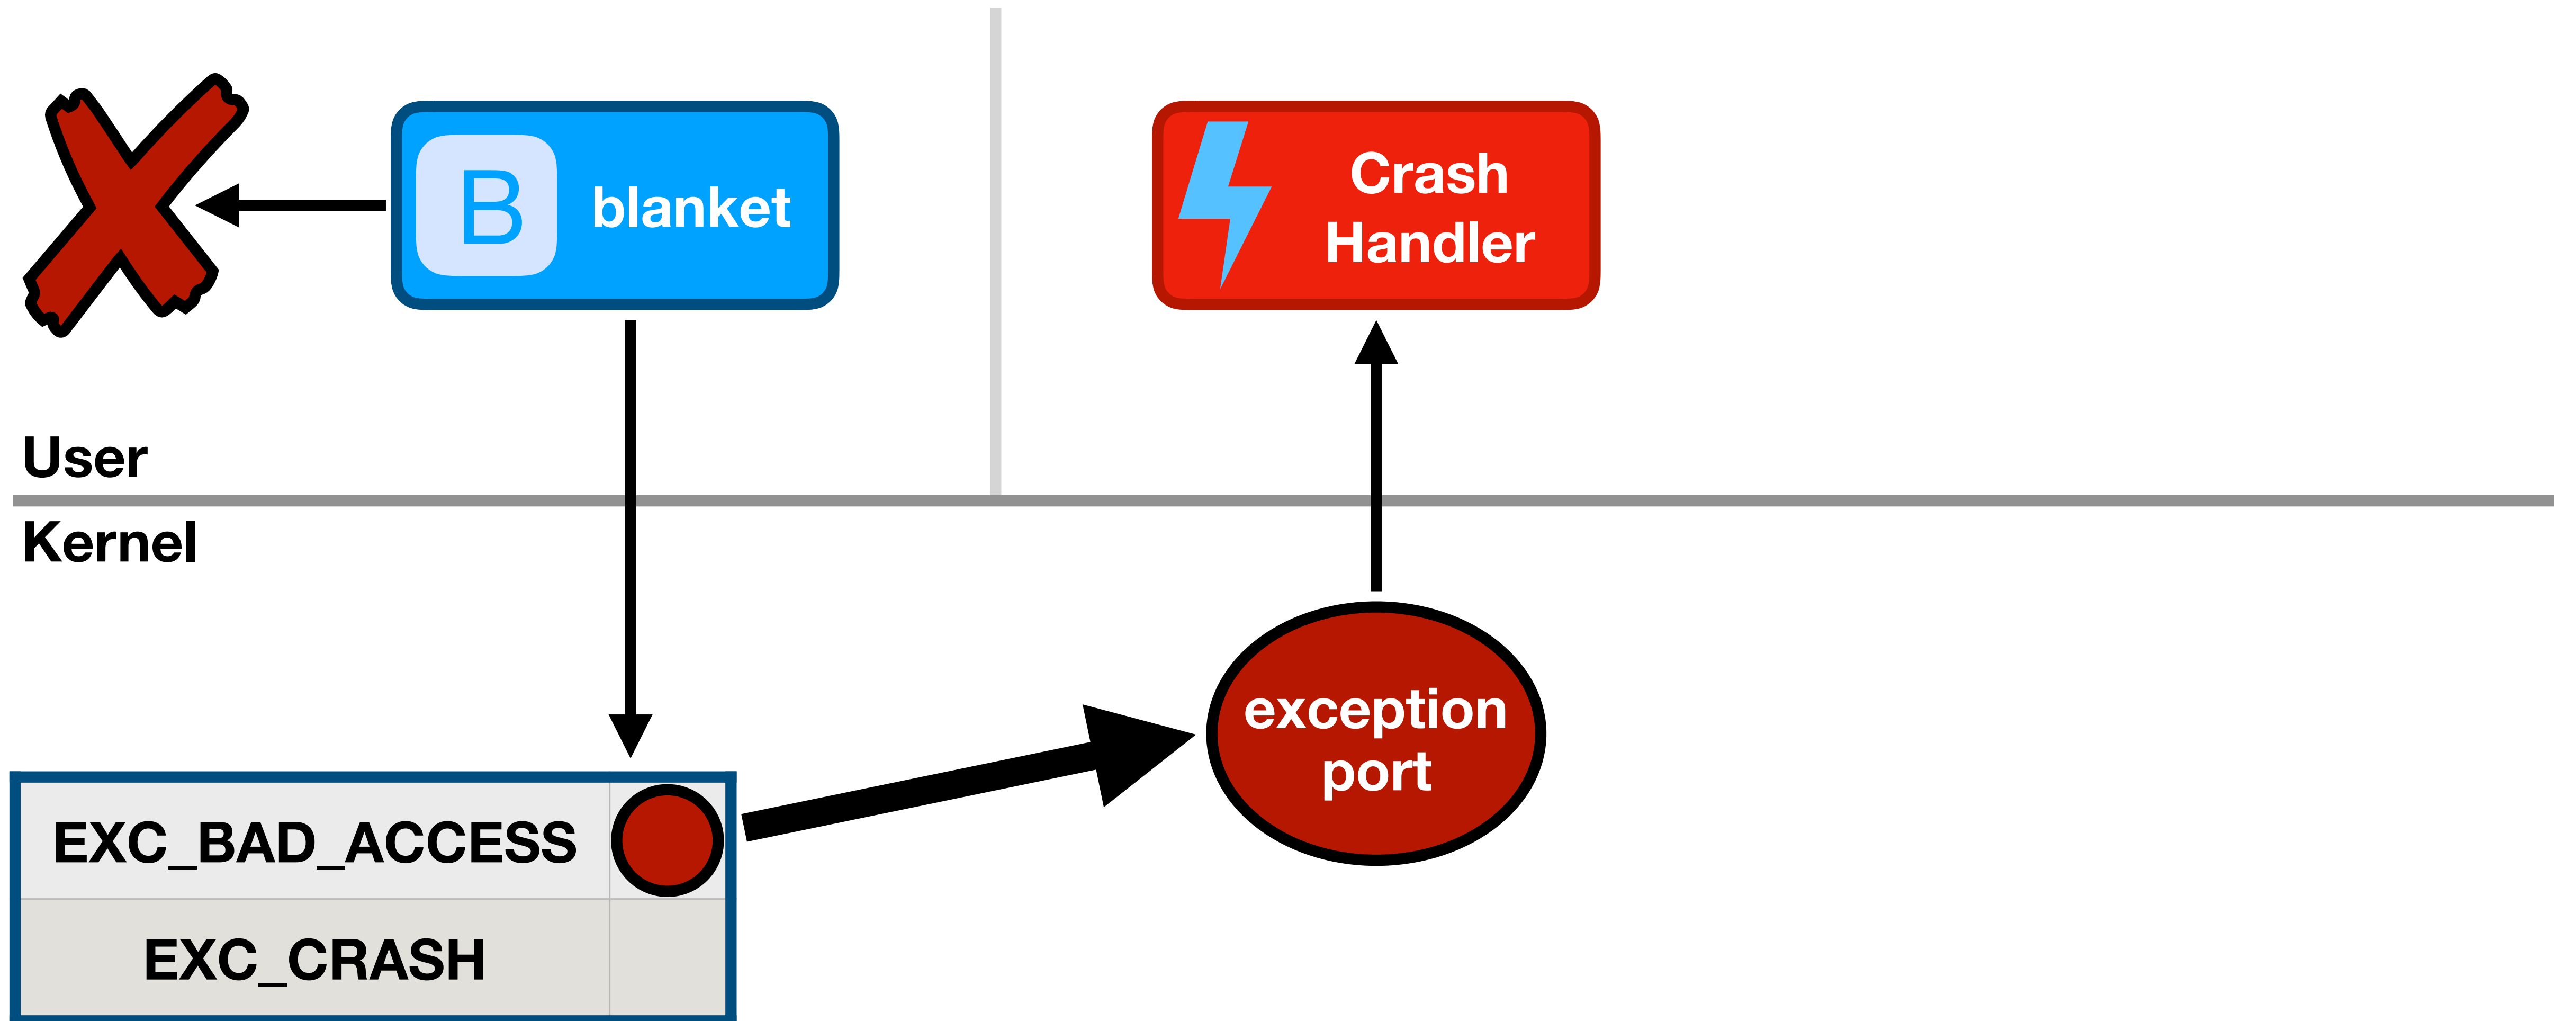 B
blanket
Crash
Handler
User
Kernel
exception
port
EXC_BAD_ACCESS
EXC_CRASH